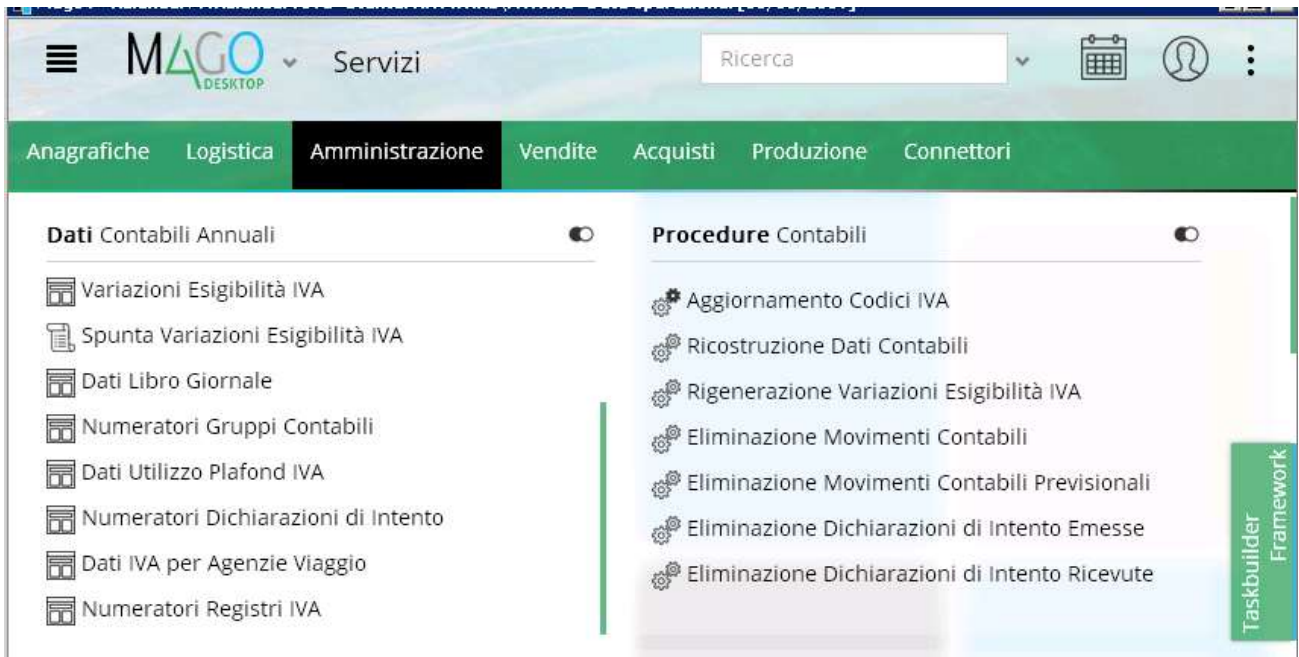 MAGO
DESKTOP
Servizi
Ricerca
Anagrafiche Logistica Amministrazione Vendite Acquisti Produzione Connettori
Dati Contabili Annuali
Variazioni Esigibilità IVA
Spunta Variazioni Esigibilità IVA
Dati Libro Giornale
Numeratori Gruppi Contabili
Dati Utilizzo Plafond IVA
Numeratori Dichiarazioni di Intento
Dati IVA per Agenzie Viaggio
Numeratori Registri IVA
Procedure Contabili
Aggiornamento Codici IVA
Ricostruzione Dati Contabili
Rigenerazione Variazioni Esigibilità IVA
Eliminazione Movimenti Contabili
Eliminazione Movimenti Contabili Previsionali
Eliminazione Dichiarazioni di Intento Emesse
Eliminazione Dichiarazioni di Intento Ricevute
Taskbuilder
Framework